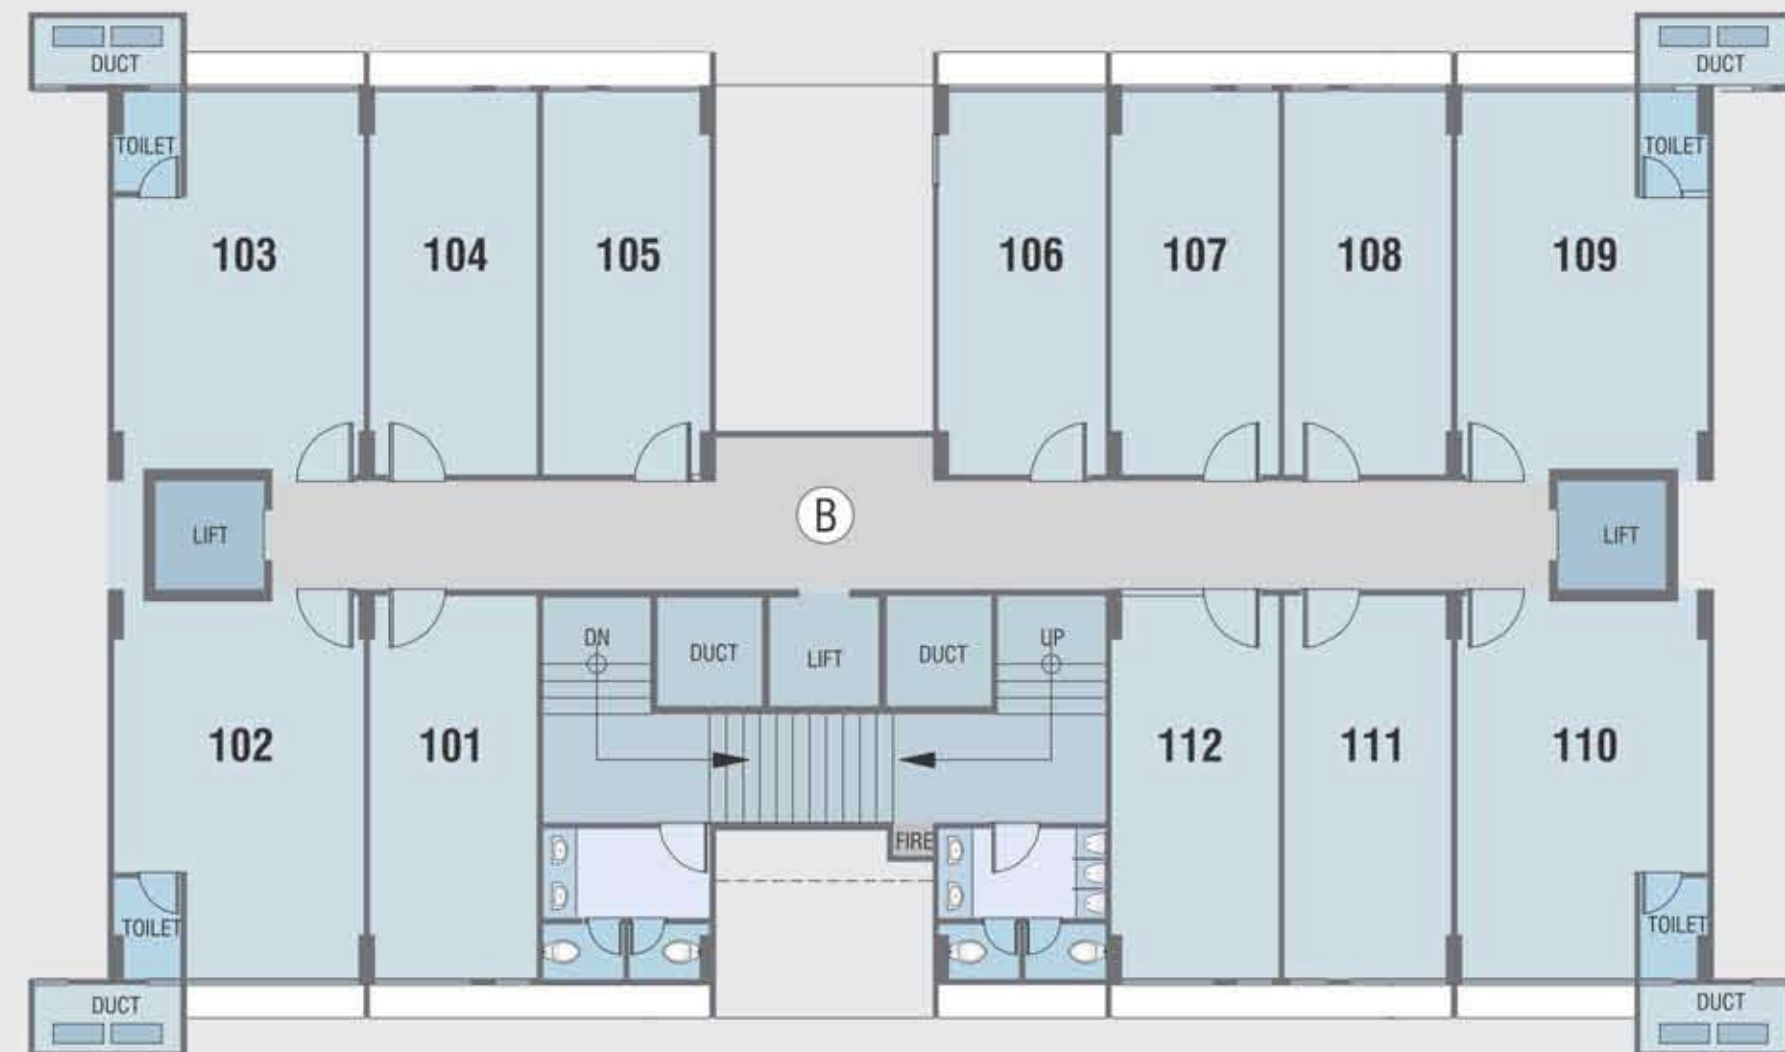 DUCT
DUCT
TOILET
TOILET
103
104
105
106
107
108
109
B
LIFT
LIFT
DN
DUCT
LIFT
DUCT
UP
102
101
112
111
110
FIRE
TOILET
TOILET
DUCT
DUCT